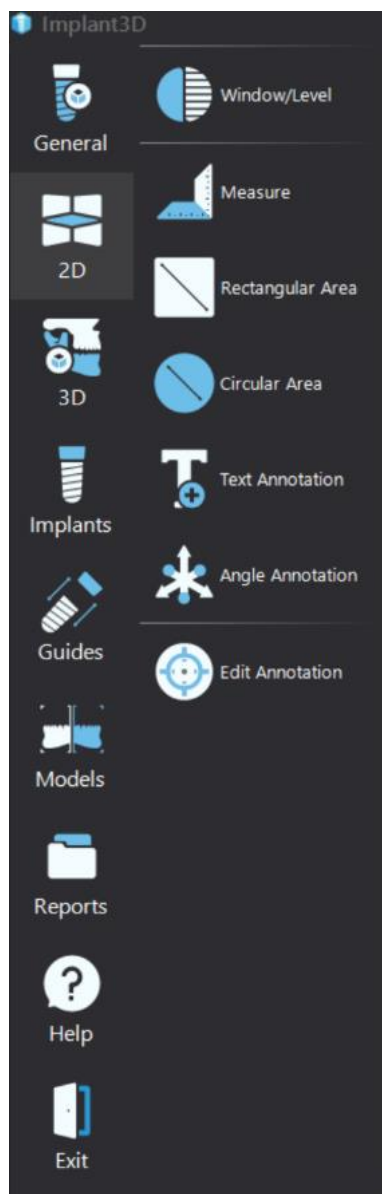 Implant3D
General
2D
3D
Implants
Guides
Models
Reports
Help
Exit
Window/Level
Measure
Rectangular Area
Circular Area
Text Annotation
Angle Annotation
Edit Annotation